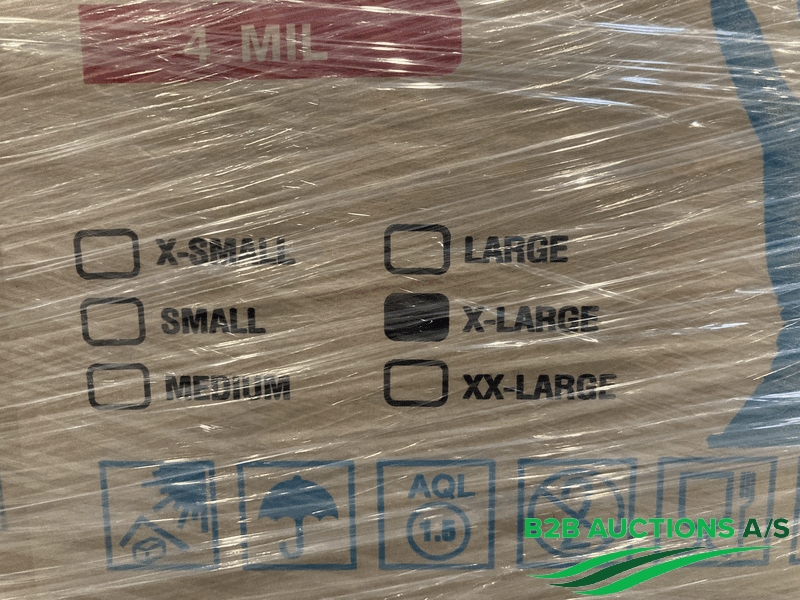 4 MIL
X-SMALL
LARGE
SMALL
X-LARGE
MEDIUM
XX-LARGE
AQL
1.5
B2B AUCTIONS A/S